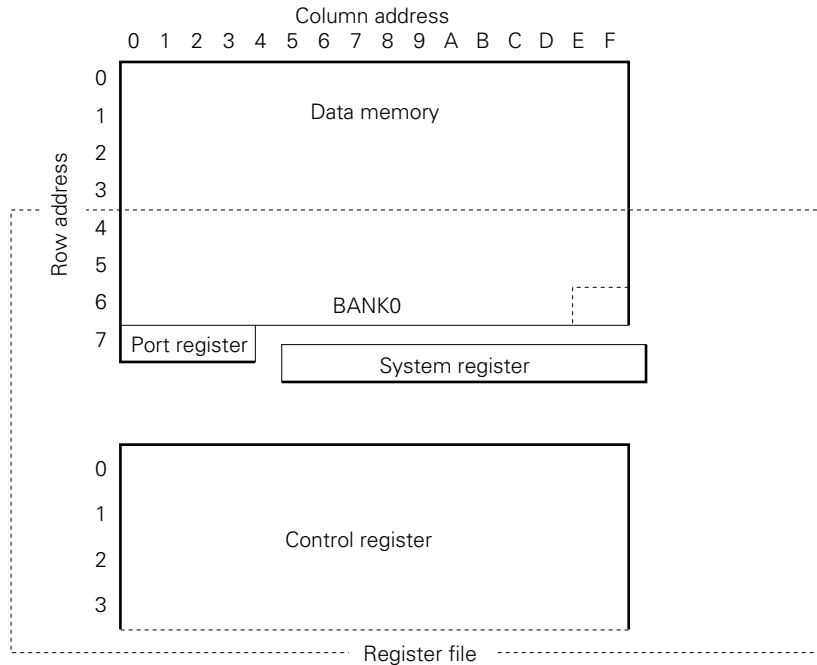 Column address
0 1 2 3 4 5 6 7 8 9 A B C D E F
0
1
Data memory
2
3
Row address
4
5
6
BANK0
7
Port register
System register
0
1
Control register
2
3
Register file